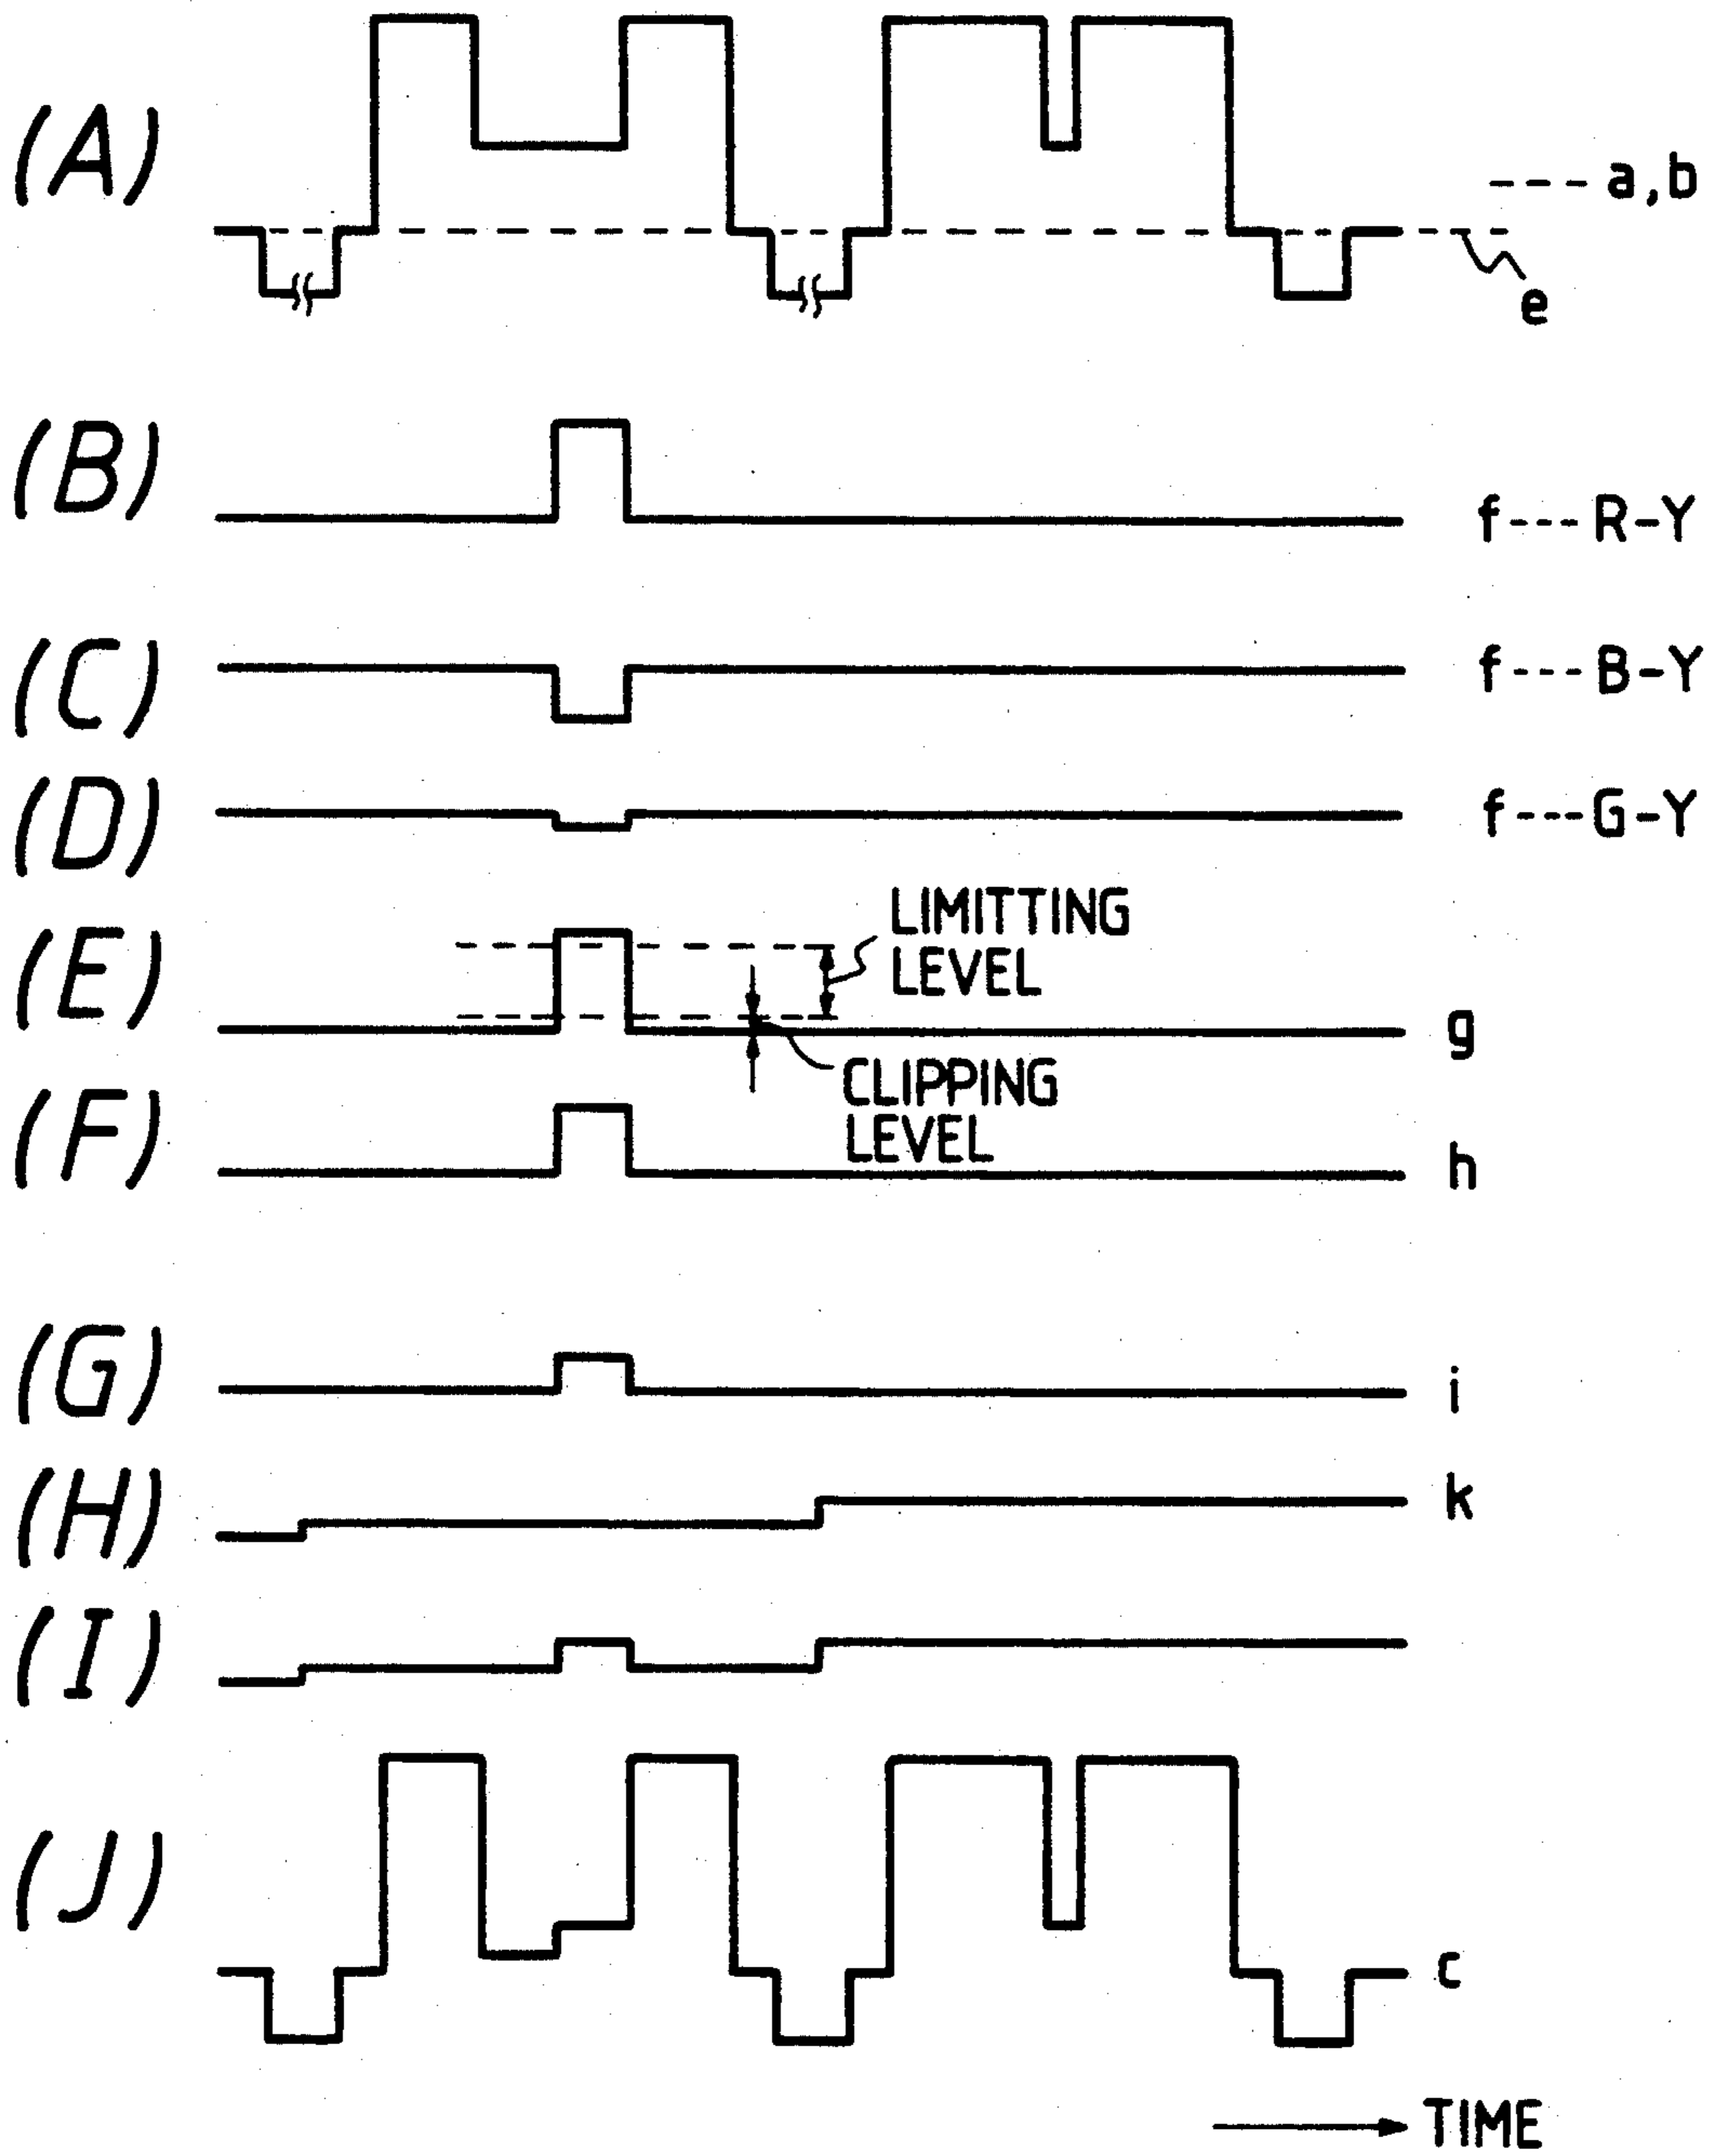 (A)
--- a,b
e
(B)
f---R-Y
(C)
f---B-Y
(D)
f---G-Y
(E)
LIMITTING
LEVEL
g
CLIPPING
LEVEL
(F)
h
(G)
i
(H)
k
(I)
(J)
c
TIME